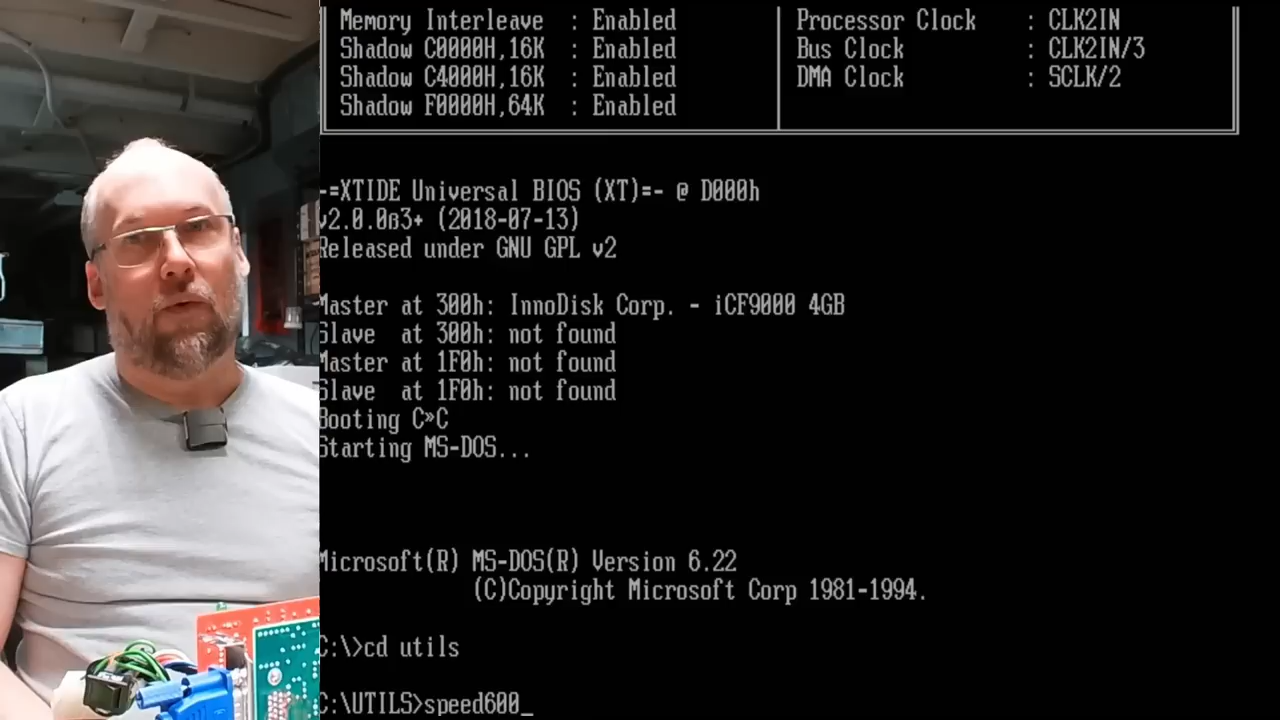 Memory Interleave : Enabled Processor Clock : CLK2IN
Shadow C0000H,16K : Enabled Bus Clock : CLK2IN/3
Shadow C4000H,16K : Enabled DMA Clock : SCLK/2
Shadow F0000H,64K : Enabled
-=XTIDE Universal BIOS (XT)=- @ D000h
v2.0.0ß3+ (2018-07-13)
Released under GNU GPL v2
Master at 300h: InnoDisk Corp. - iCF9000 4GB
Slave at 300h: not found
Master at 1F0h: not found
Slave at 1F0h: not found
Booting C»C
Starting MS-DOS...
Microsoft(R) MS-DOS(R) Version 6.22
(C)Copyright Microsoft Corp 1981-1994.
C:\>cd utils
C:\UTILS>speed600_